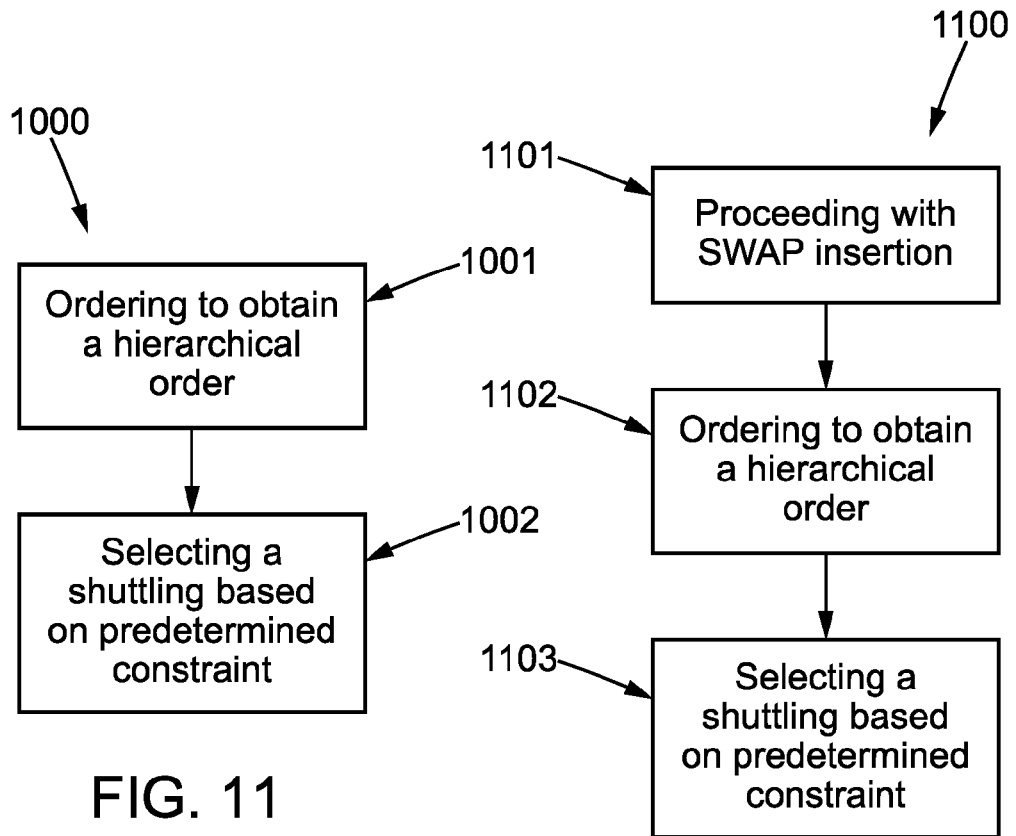 1000
1001
Ordering to obtain
a hierarchical
order
1002
Selecting a
shuttling based
on predetermined
constraint
FIG. 11
1100
1101
Proceeding with
SWAP insertion
1102
Ordering to obtain
a hierarchical
order
1103
Selecting a
shuttling based
on predetermined
constraint